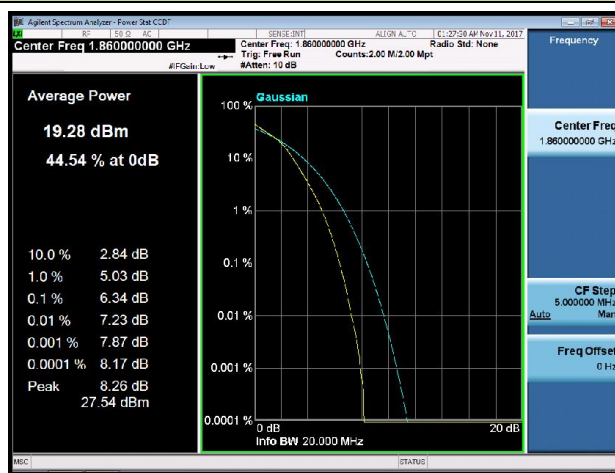 Agilent Spectrum Analyzer - Power Stat CCDF
RF 50 Ω AC SENSE:INT ALIGN AUTO 01:27:30 AM Nov 11, 2017
Center Freq 1.860000000 GHz
Center Freq: 1.860000000 GHz Radio Std: None
Trig: Free Run Counts:2.00 M/2.00 Mpt
#IFGain:Low #Atten: 10 dB
Frequency
Average Power
19.28 dBm
44.54 % at 0dB
10.0 % 2.84 dB
1.0 % 5.03 dB
0.1 % 6.34 dB
0.01 % 7.23 dB
0.001 % 7.87 dB
0.0001 % 8.17 dB
Peak 8.26 dB
27.54 dBm
Gaussian
100 %
10 %
1 %
0.1 %
0.01 %
0.001 %
0.0001 %
0 dB 20 dB
Info BW 20.000 MHz
Center Freq
1.860000000 GHz
CF Step
5.000000 MHz
Auto Man
Freq Offset
0 Hz
MSG STATUS